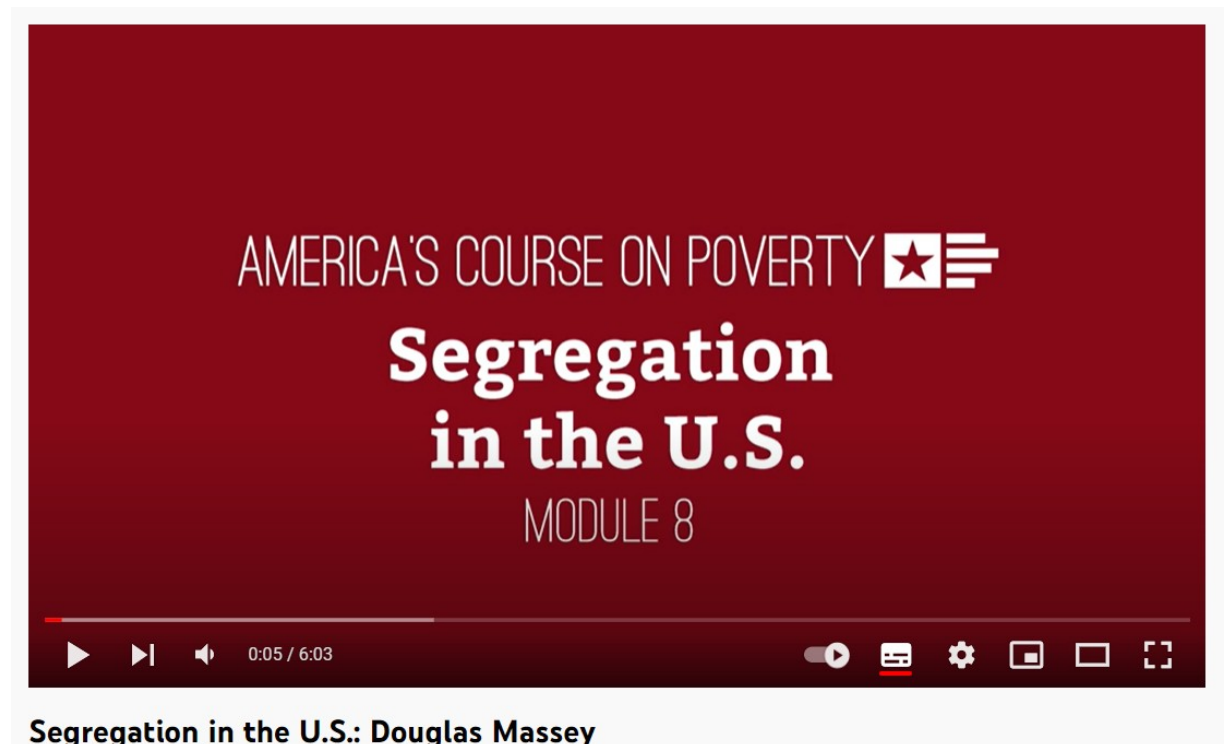 AMERICA'S COURSE ON POVERTY
Segregation
in the U.S.
MODULE 8
0:05 / 6:03
Segregation in the U.S.: Douglas Massey